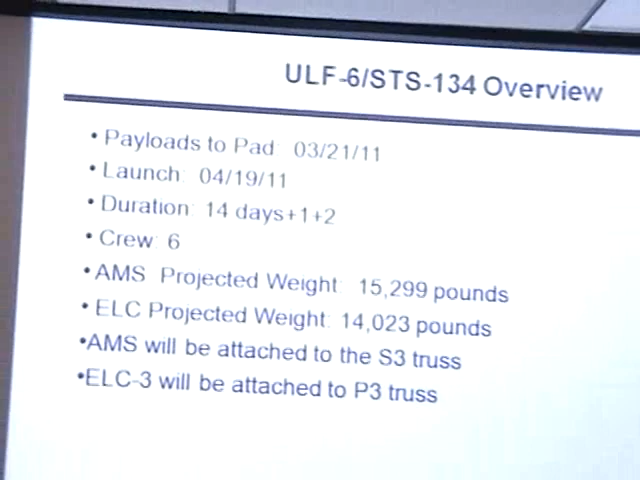 ULF-6/STS-134 Overview
• Payloads to Pad: 03/21/11
• Launch: 04/19/11
• Duration: 14 days+1+2
• Crew: 6
• AMS Projected Weight: 15,299 pounds
• ELC Projected Weight: 14,023 pounds
• AMS will be attached to the S3 truss
• ELC-3 will be attached to P3 truss